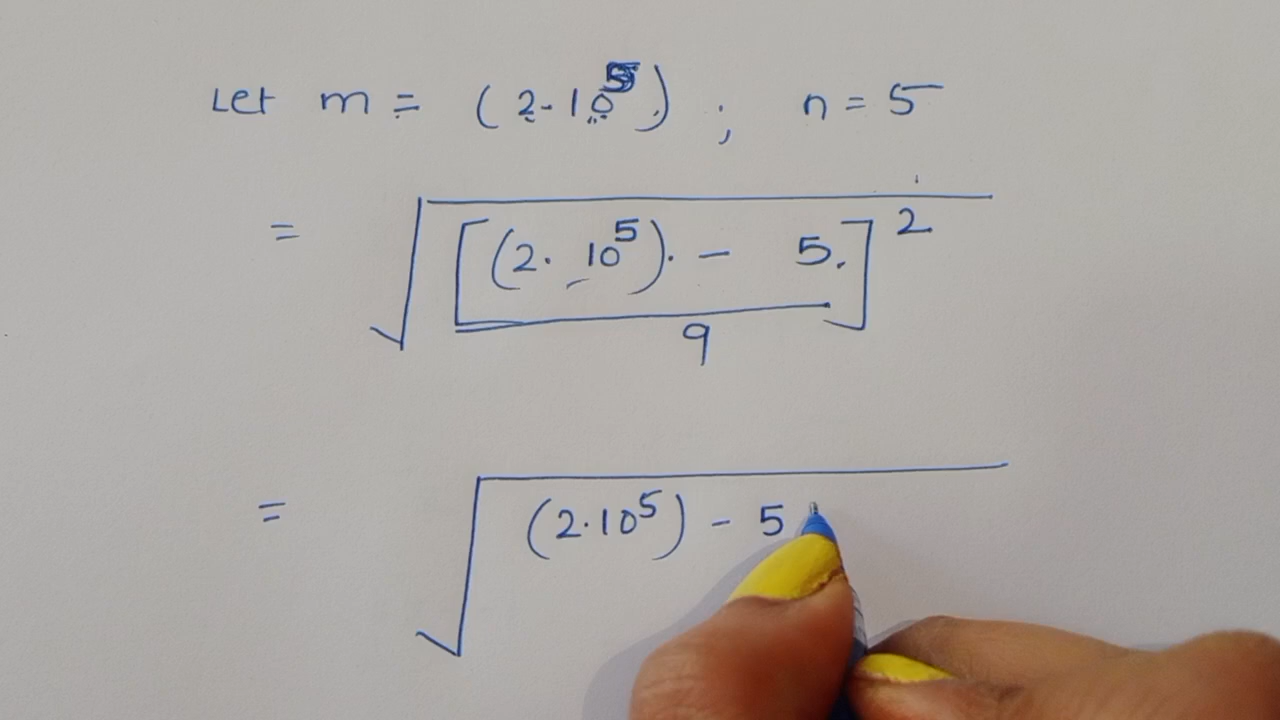 Let m = (2·10⁵) ; n = 5
= √([(2·10⁵)· - 5.]² / 9)
= √((2·10⁵) - 5